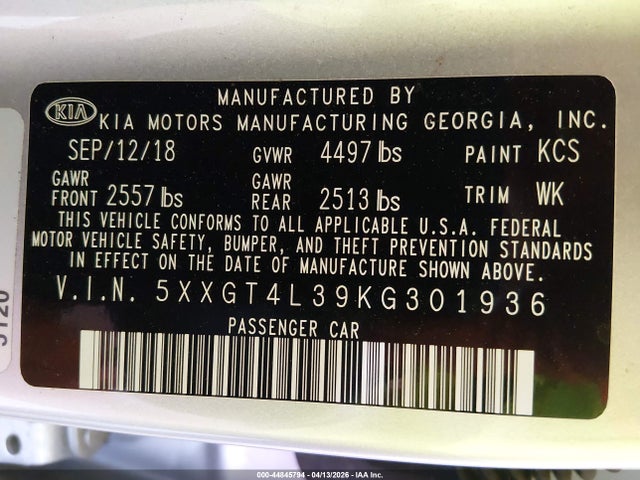 MANUFACTURED BY
KIA KIA MOTORS MANUFACTURING GEORGIA, INC.
SEP/12/18 GVWR 4497 lbs PAINT KCS
GAWR FRONT 2557 lbs GAWR REAR 2513 lbs TRIM WK
THIS VEHICLE CONFORMS TO ALL APPLICABLE U.S.A. FEDERAL
MOTOR VEHICLE SAFETY, BUMPER, AND THEFT PREVENTION STANDARDS
IN EFFECT ON THE DATE OF MANUFACTURE SHOWN ABOVE.
V.I.N. 5XXGT4L39KG301936
PASSENGER CAR
000-44845794 - 04/13/2026 - IAA Inc.